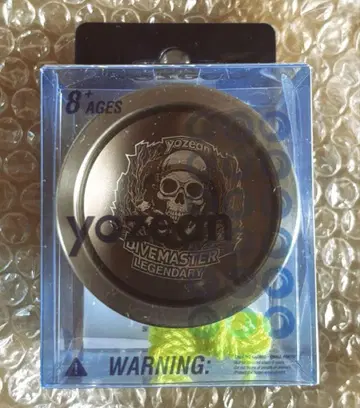 8+
AGES
yozeon
yozeon
DIVEMASTER
LEGENDARY
WARNING: